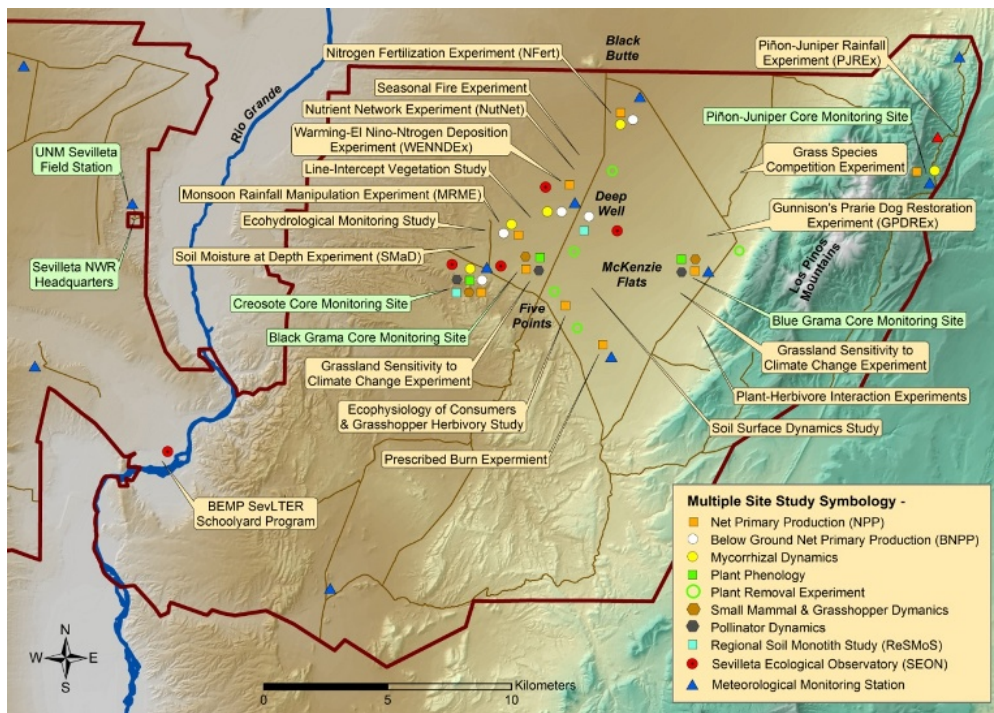 Nitrogen Fertilization Experiment (NFert)
Black
Butte
Piñon-Juniper Rainfall
Experiment (PJREx)
Seasonal Fire Experiment
Nutrient Network Experiment (NutNet)
Piñon-Juniper Core Monitoring Site
Rio Grande
Warming-El Nino-Nitrogen Deposition
Experiment (WENNDEx)
UNM Sevilleta
Field Station
Grass Species
Competition Experiment
Line-Intercept Vegetation Study
Monsoon Rainfall Manipulation Experiment (MRME)
Deep
Well
Ecohydrological Monitoring Study
Gunnison's Prarie Dog Restoration
Experiment (GPDREx)
Soil Moisture at Depth Experiment (SMaD)
Sevilleta NWR
Headquarters
McKenzie
Flats
Los Pinos
Mountains
Creosote Core Monitoring Site
Five
Points
Blue Grama Core Monitoring Site
Black Grama Core Monitoring Site
Grassland Sensitivity to
Climate Change Experiment
Grassland Sensitivity to
Climate Change Experiment
Plant-Herbivore Interaction Experiments
Ecophysiology of Consumers
& Grasshopper Herbivory Study
Soil Surface Dynamics Study
Prescribed Burn Expermient
BEMP SevLTER
Schoolyard Program
Multiple Site Study Symbology -
Net Primary Production (NPP)
Below Ground Net Primary Production (BNPP)
Mycorrhizal Dynamics
Plant Phenology
Plant Removal Experiment
Small Mammal & Grasshopper Dymanics
Pollinator Dynamics
Regional Soil Monotith Study (ReSMoS)
Sevilleta Ecological Observatory (SEON)
Meteorological Monitoring Station
N
W E
S
Kilometers
0 5 10